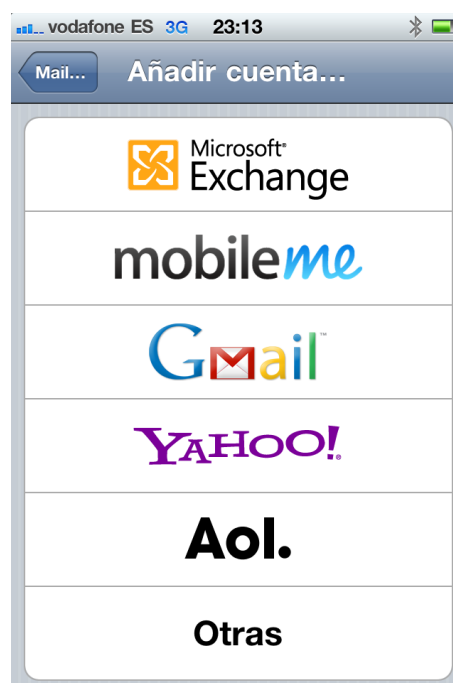 vodafone ES 3G 23:13
Mail... Añadir cuenta...
Microsoft®
Exchange
mobileme
Gmail™
YAHOO!®
Aol.
Otras